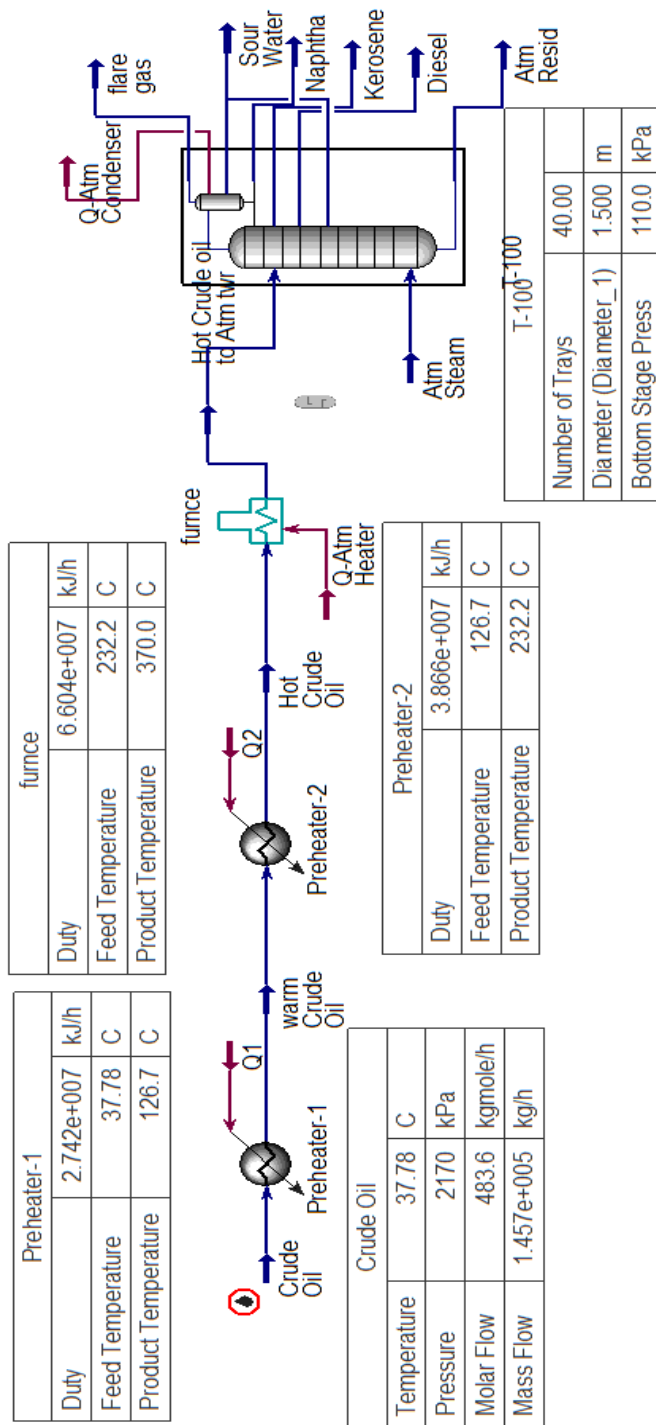 Preheater-1
Duty 2.742e+007 kJ/h
Feed Temperature 37.78 C
Product Temperature 126.7 C
furnce
Duty 6.604e+007 kJ/h
Feed Temperature 232.2 C
Product Temperature 370.0 C
Crude
Oil
Q1
Preheater-1
warm
Crude
Oil
Q2
Preheater-2
Hot
Crude
Oil
furnce
Q-Atm
Heater
Hot Crude oil
to Atm twr
Atm
Steam
Q-Atm
Condenser
flare
gas
Sour
Water
Naphtha
Kerosene
Diesel
Atm
Resid
T-100
Crude Oil
Temperature 37.78 C
Pressure 2170 kPa
Molar Flow 483.6 kgmole/h
Mass Flow 1.457e+005 kg/h
Preheater-2
Duty 3.866e+007 kJ/h
Feed Temperature 126.7 C
Product Temperature 232.2 C
T-100
Number of Trays 40.00
Diameter (Diameter_1) 1.500 m
Bottom Stage Press 110.0 kPa